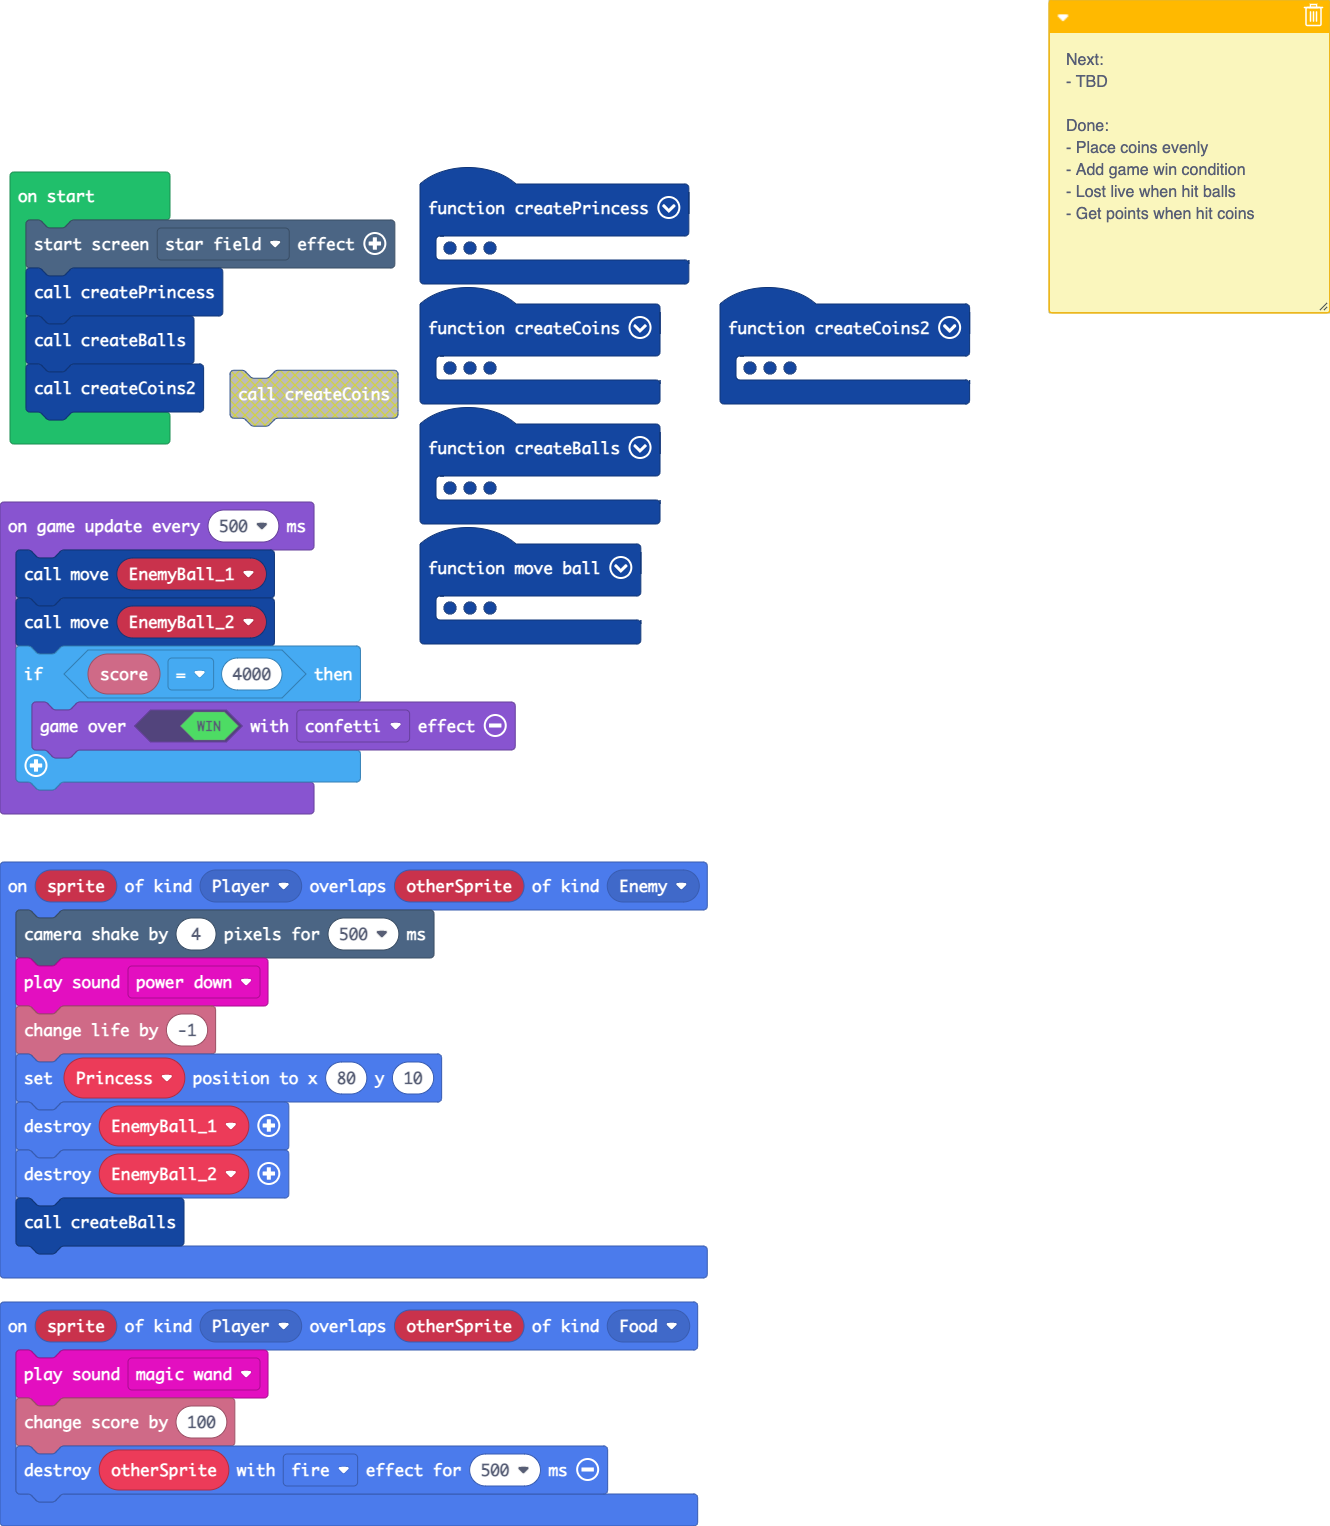 Next:
- TBD
Done:
- Place coins evenly
- Add game win condition
- Lost live when hit balls
- Get points when hit coins
on start
start screen star field effect
call createPrincess
call createBalls
call createCoins2
call createCoins
function createPrincess
function createCoins
function createCoins2
function createBalls
function move ball
on game update every 500 ms
call move EnemyBall_1
call move EnemyBall_2
if score = 4000 then
game over WIN with confetti effect
on sprite of kind Player overlaps otherSprite of kind Enemy
camera shake by 4 pixels for 500 ms
play sound power down
change life by -1
set Princess position to x 80 y 10
destroy EnemyBall_1
destroy EnemyBall_2
call createBalls
on sprite of kind Player overlaps otherSprite of kind Food
play sound magic wand
change score by 100
destroy otherSprite with fire effect for 500 ms